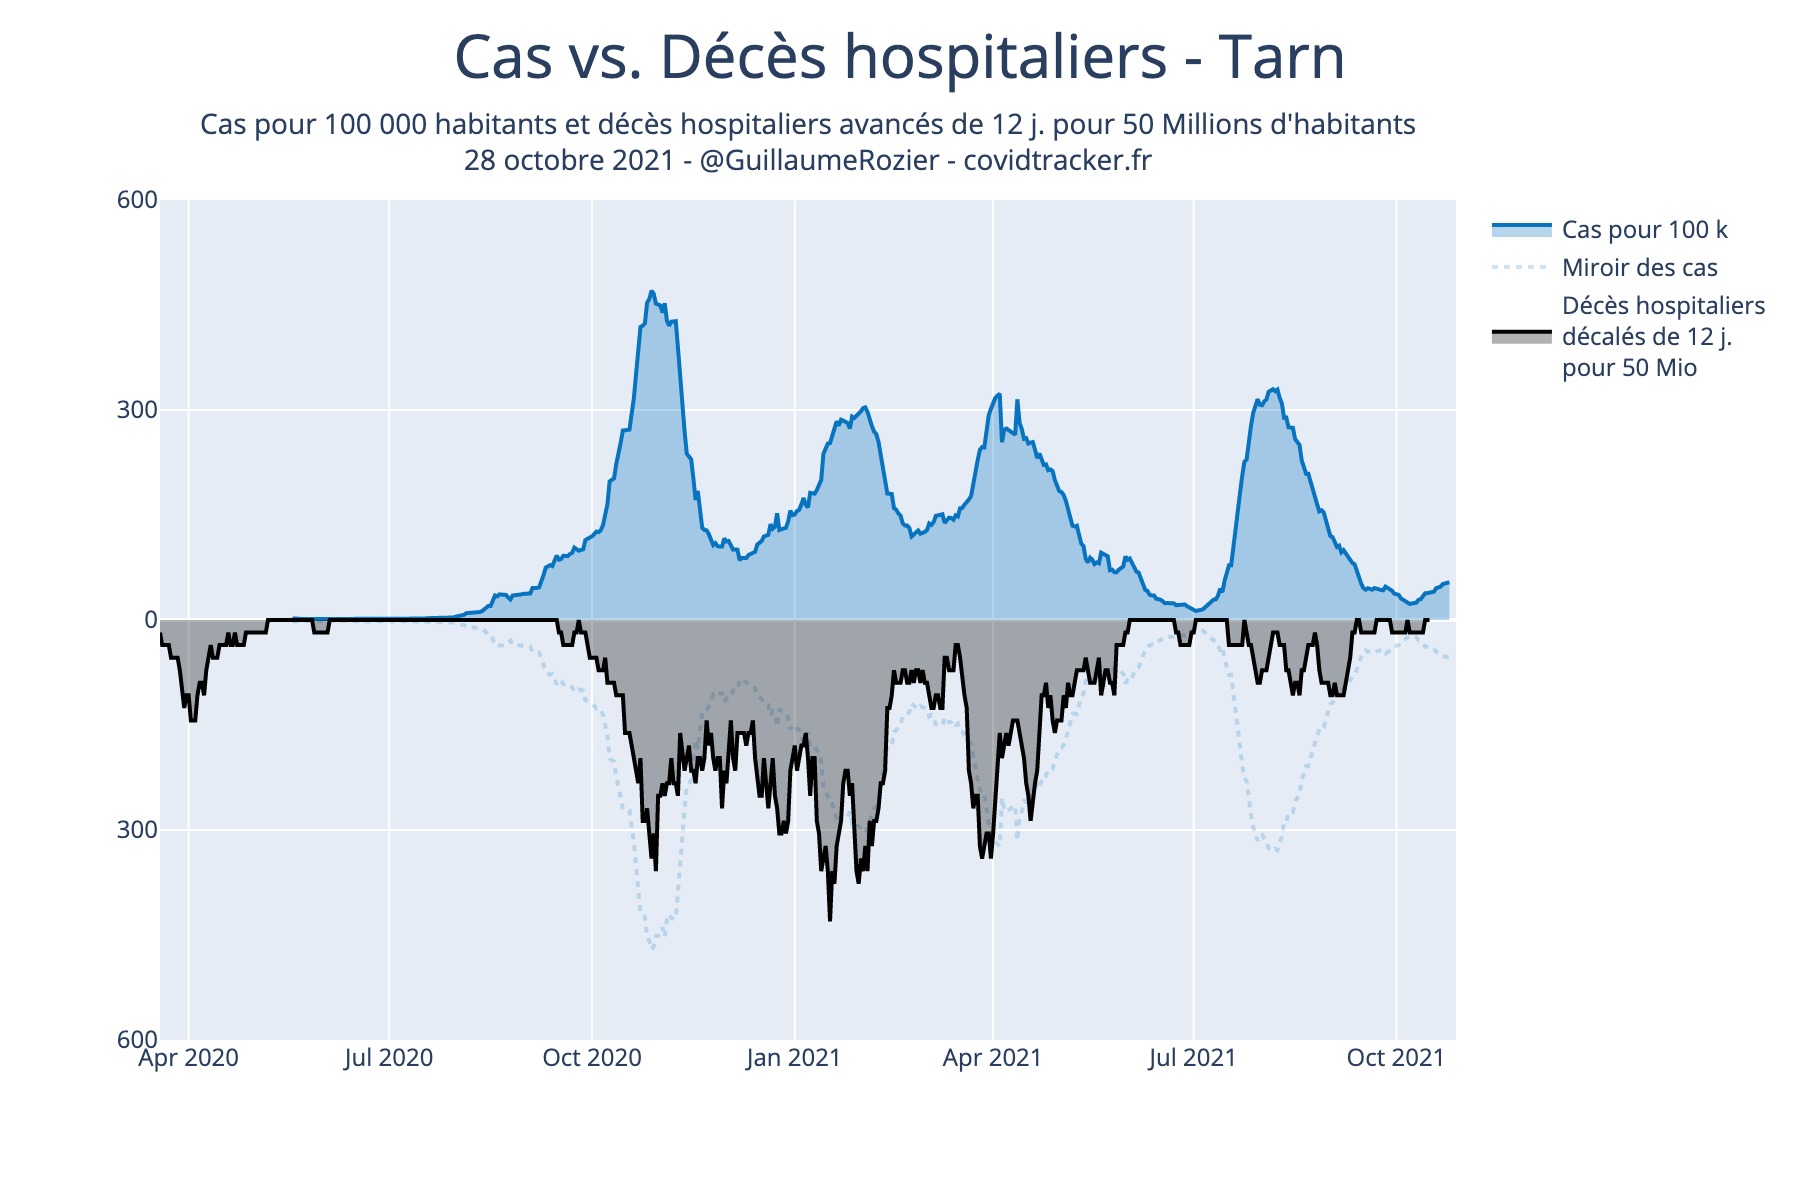 Cas vs. Décès hospitaliers - Tarn
Cas pour 100 000 habitants et décès hospitaliers avancés de 12 j. pour 50 Millions d'habitants
28 octobre 2021 - @GuillaumeRozier - covidtracker.fr
600
300
0
300
600
Apr 2020
Jul 2020
Oct 2020
Jan 2021
Apr 2021
Jul 2021
Oct 2021
Cas pour 100 k
Miroir des cas
Décès hospitaliers
décalés de 12 j.
pour 50 Mio